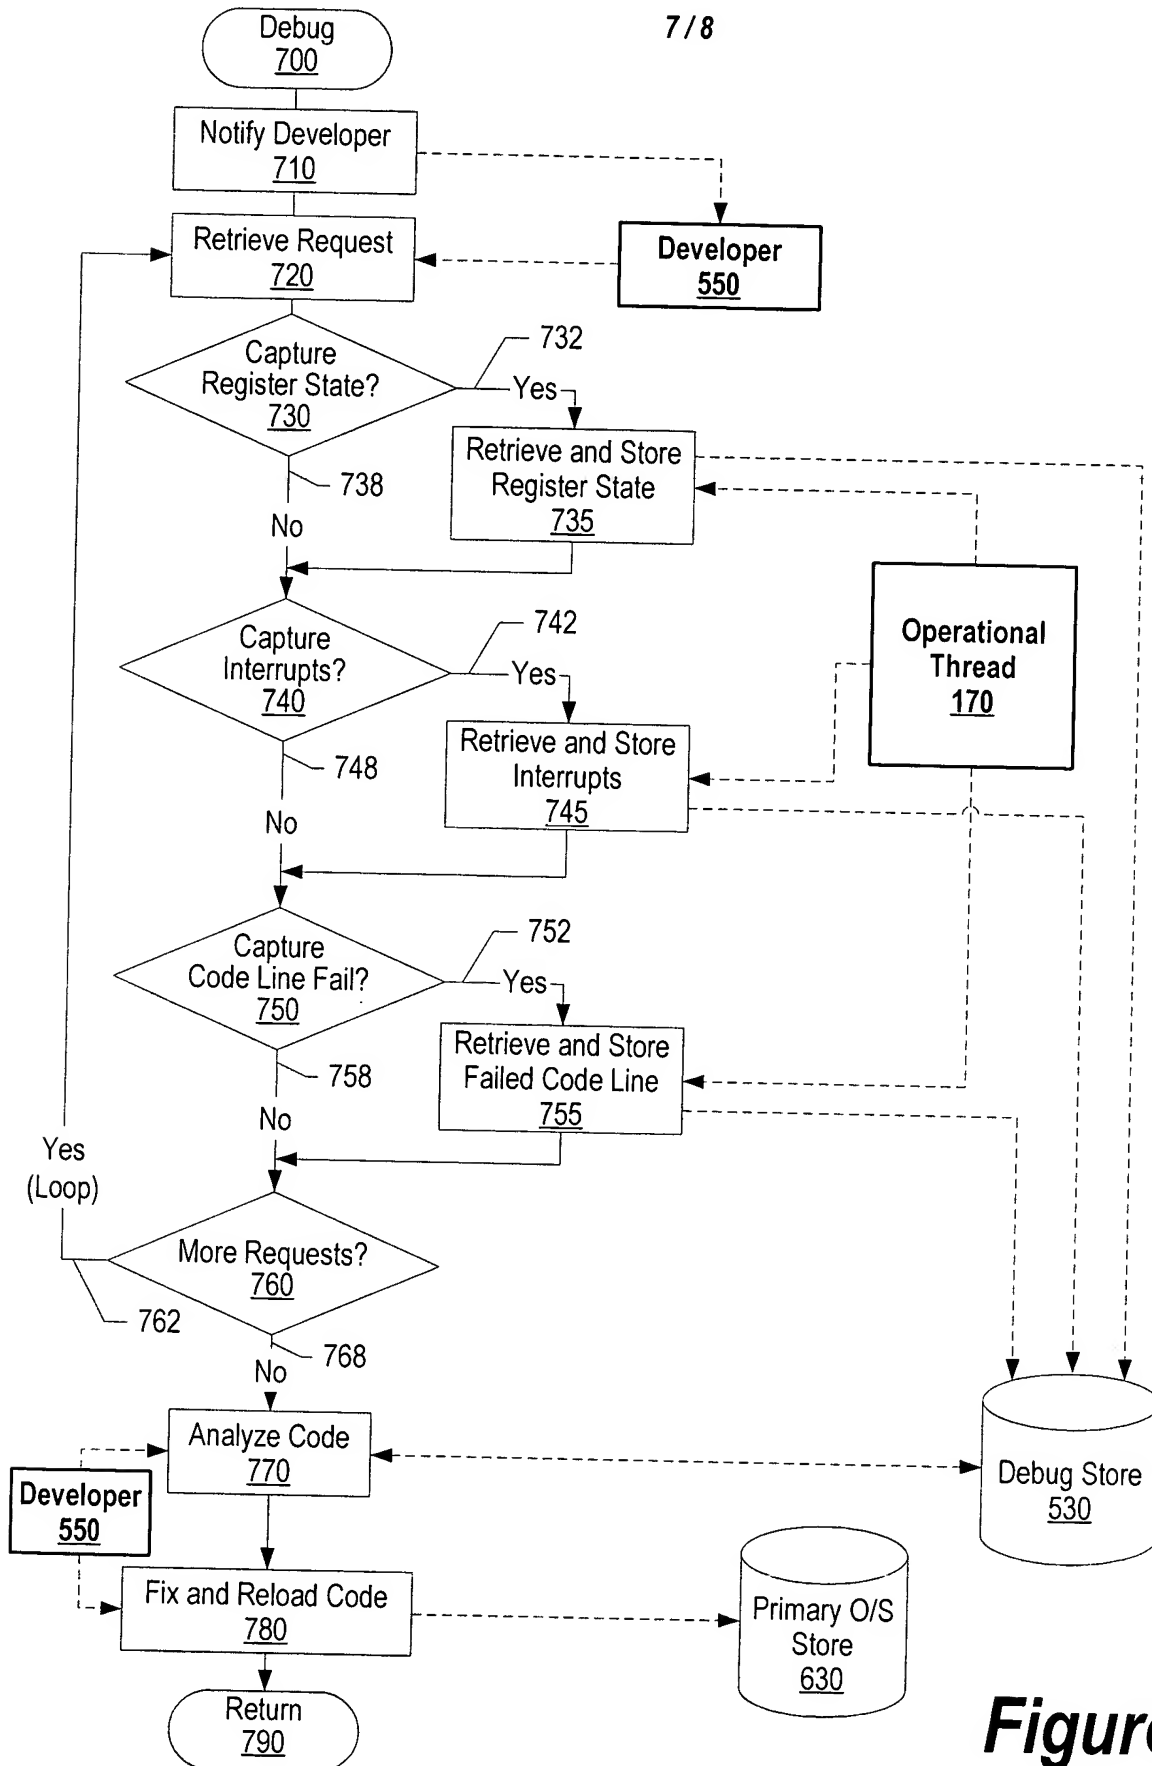 7 / 8
Debug
700
Notify Developer
710
Retrieve Request
720
Developer
550
Capture
Register State?
730
732
Yes
738
No
Retrieve and Store
Register State
735
Operational
Thread
170
Capture
Interrupts?
740
742
Yes
748
No
Retrieve and Store
Interrupts
745
Capture
Code Line Fail?
750
752
Yes
758
No
Retrieve and Store
Failed Code Line
755
Yes
(Loop)
More Requests?
760
762
768
No
Analyze Code
770
Developer
550
Debug Store
530
Fix and Reload Code
780
Primary O/S
Store
630
Return
790
Figure